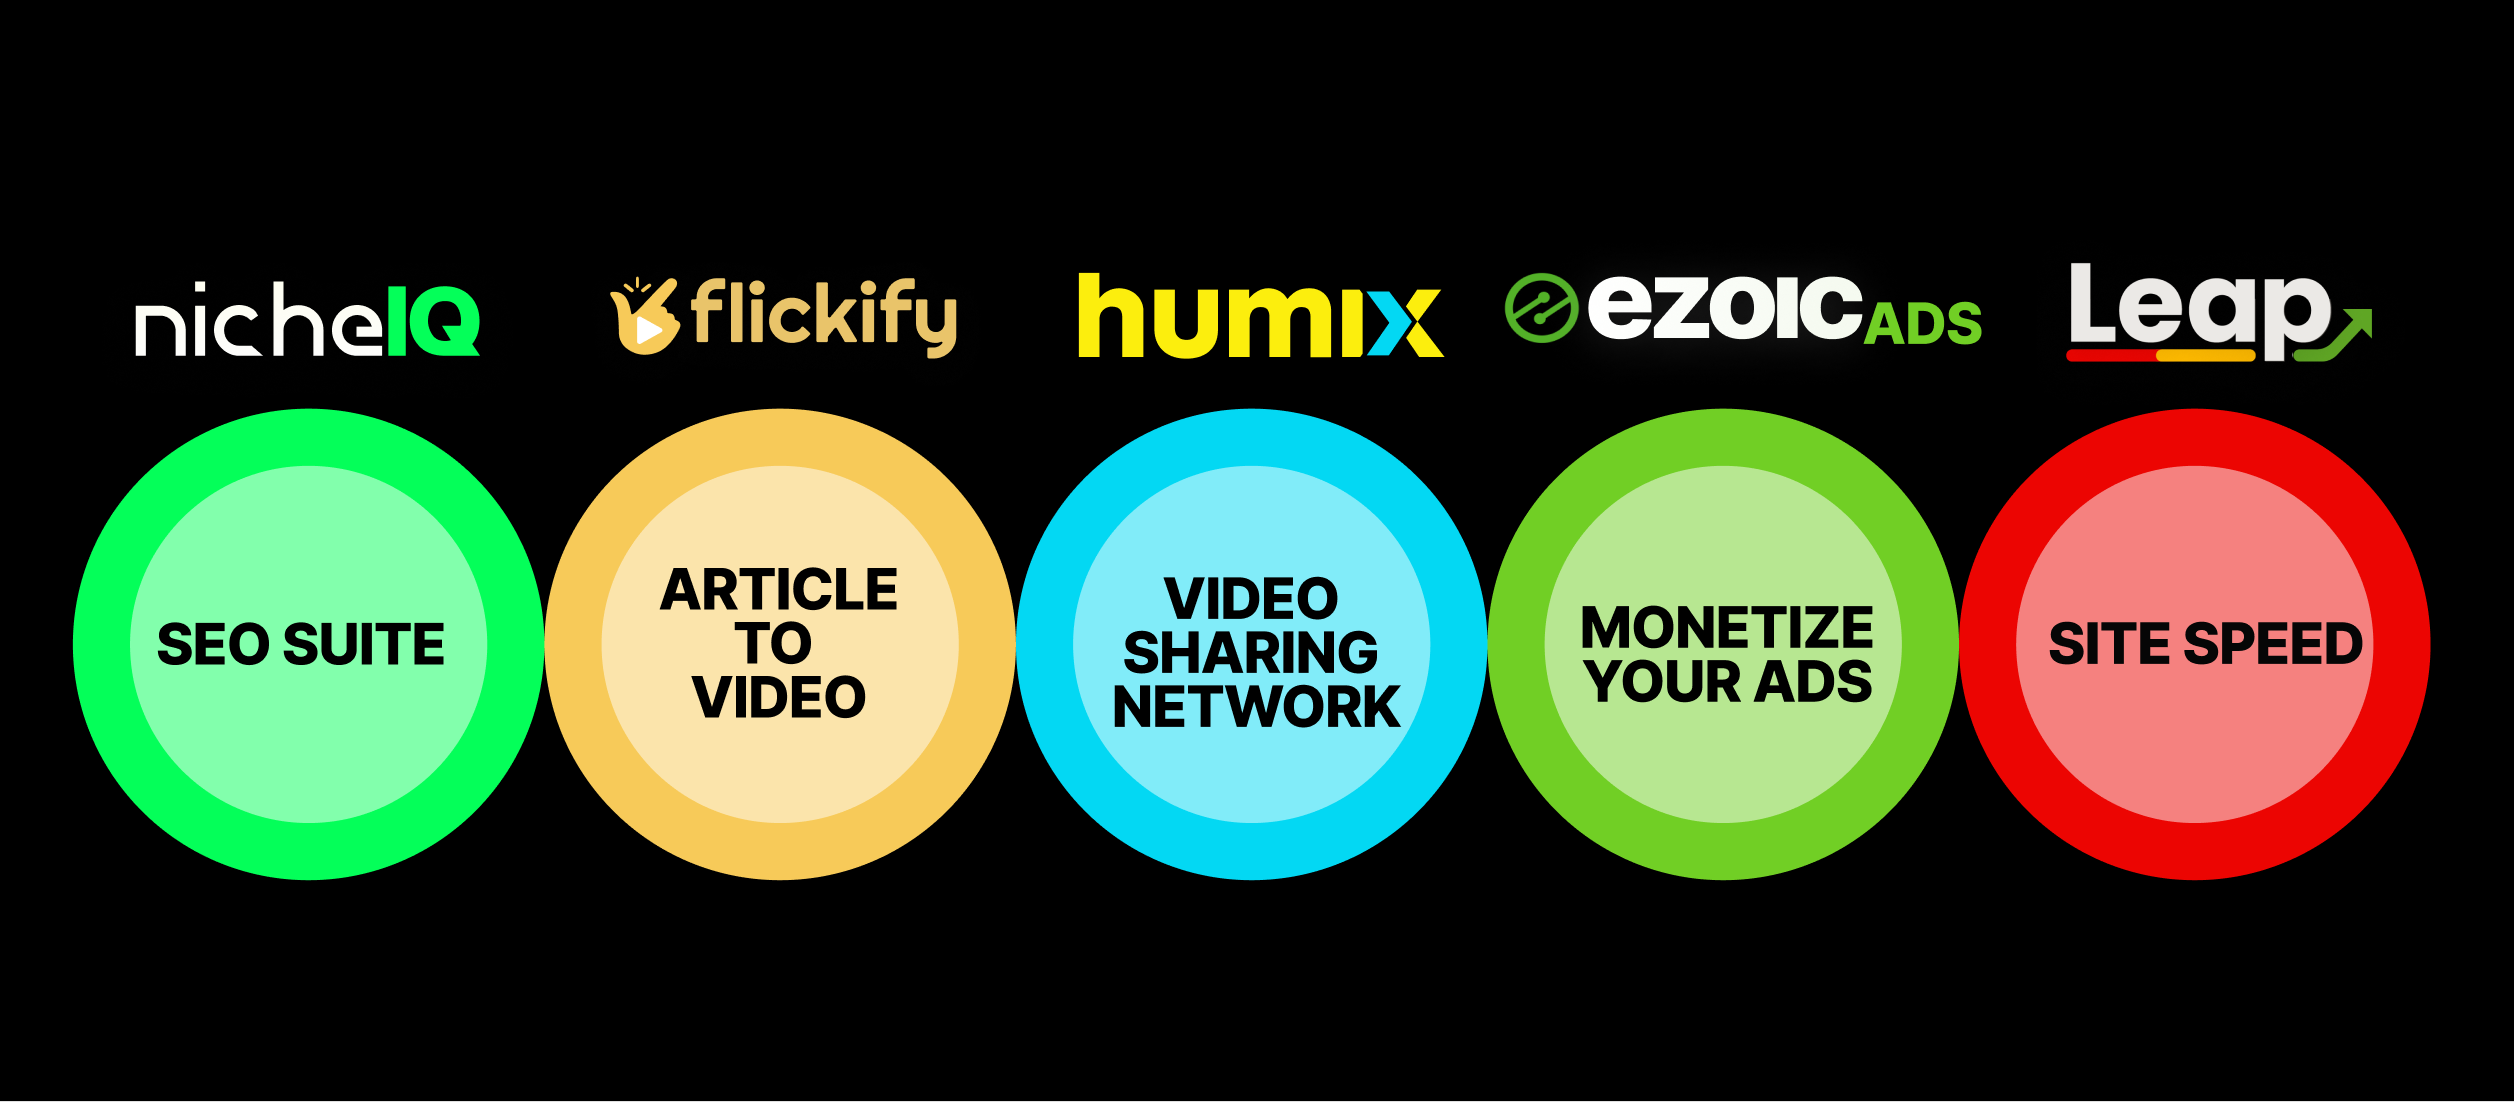 nicheIQ
flickify
humix
ezoic ADS
Leap
SEO SUITE
ARTICLE
TO
VIDEO
VIDEO
SHARING
NETWORK
MONETIZE
YOUR ADS
SITE SPEED